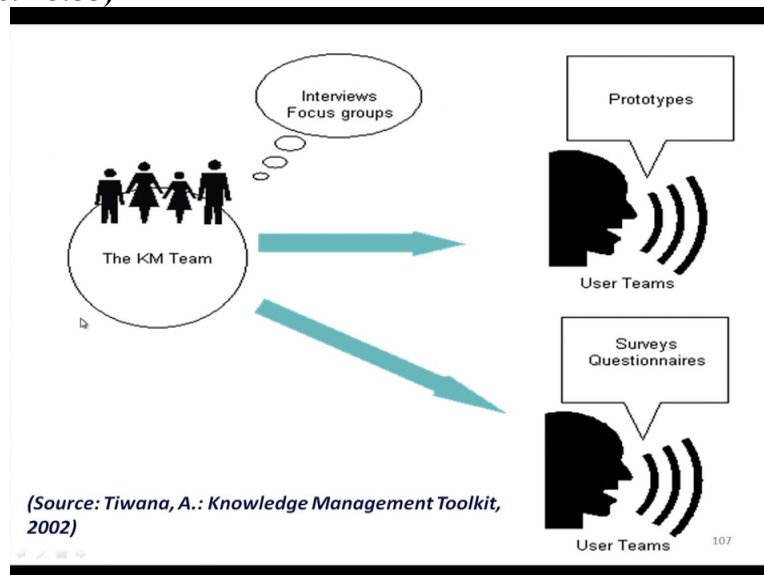 Interviews
Focus groups
Prototypes
The KM Team
User Teams
Surveys
Questionnaires
(Source: Tiwana, A.: Knowledge Management Toolkit,
2002)
User Teams
107